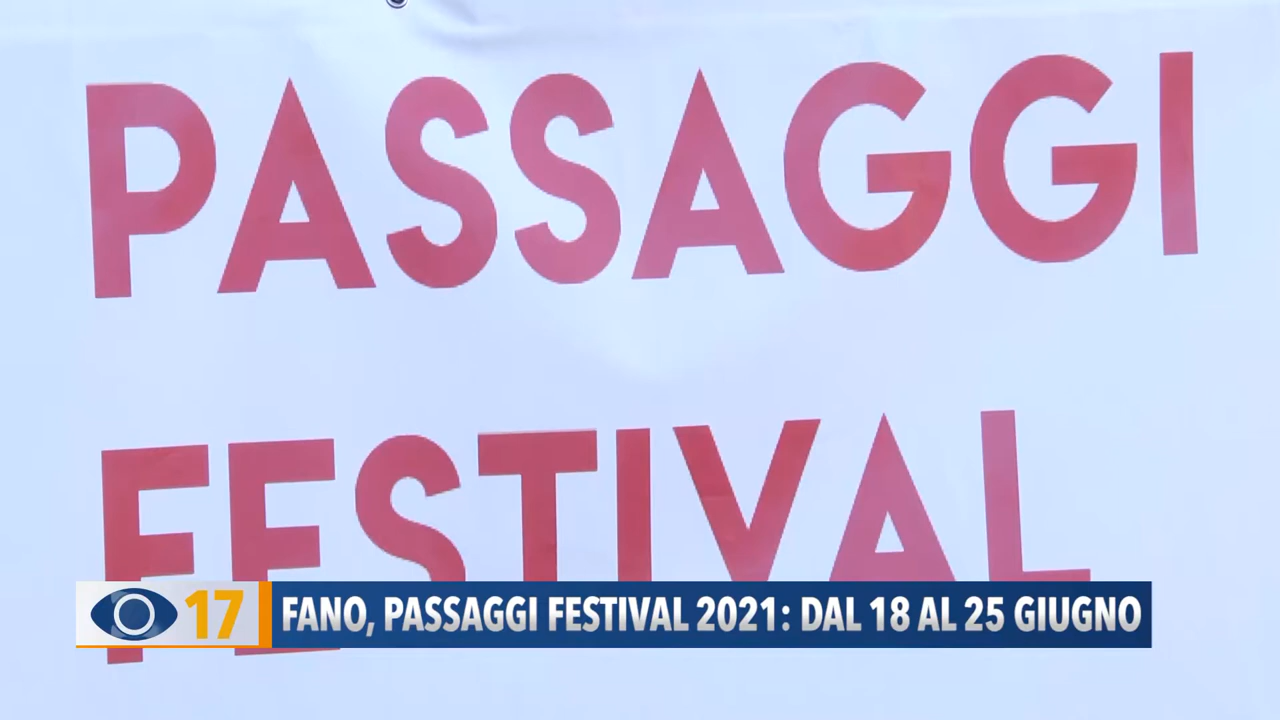 PASSAGGI
FESTIVAL
17 FANO, PASSAGGI FESTIVAL 2021: DAL 18 AL 25 GIUGNO